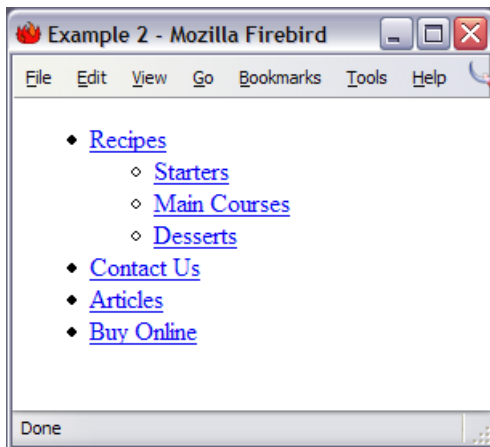 Example 2 - Mozilla Firebird
File Edit View Go Bookmarks Tools Help
Recipes
Starters
Main Courses
Desserts
Contact Us
Articles
Buy Online
Done